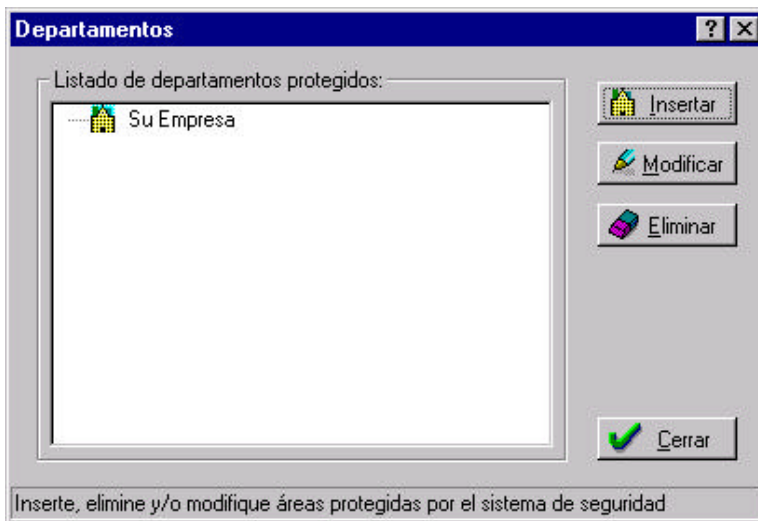 Departamentos
Listado de departamentos protegidos:
Su Empresa
Insertar
Modificar
Eliminar
Cerrar
Inserte, elimine y/o modifique áreas protegidas por el sistema de seguridad